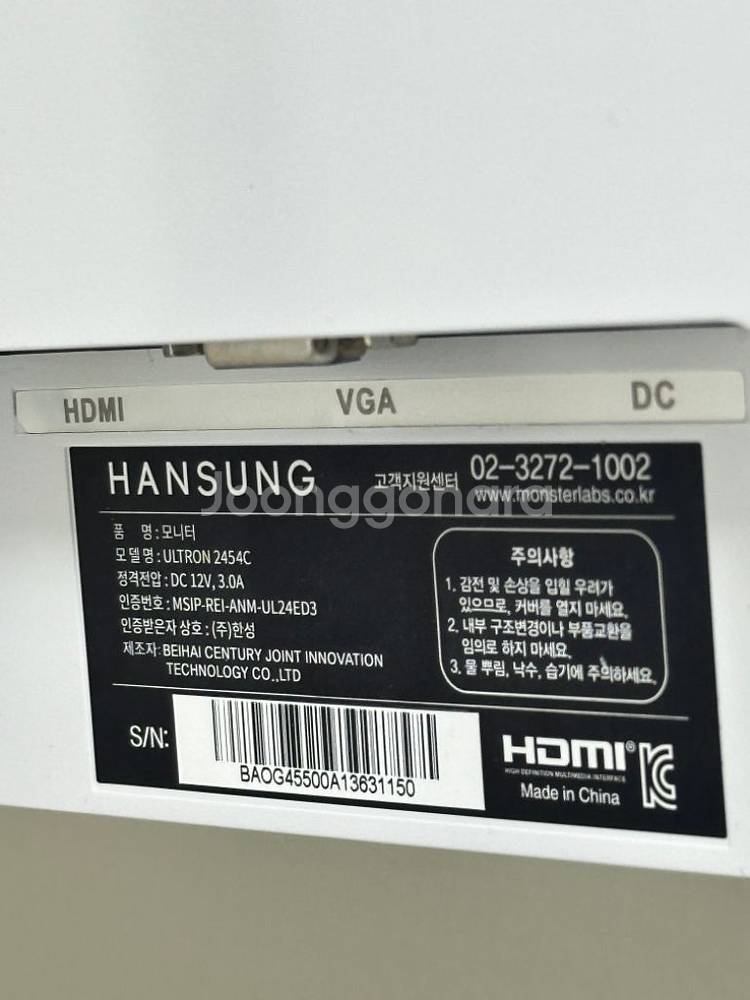 HDMI VGA DC
HANSUNG 고객지원센터 02-3272-1002
www.monsterlabs.co.kr
Joonggonara
품 명 : 모니터
모 델 명 : ULTRON 2454C
정격전압 : DC 12V, 3.0A
인증번호 : MSIP-REI-ANM-UL24ED3
인증받은자 상호 : (주)한성
제조자 : BEIHAI CENTURY JOINT INNOVATION
TECHNOLOGY CO.,LTD
주의사항
1. 감전 및 손상을 입힐 우려가
있으므로, 커버를 열지 마세요.
2. 내부 구조변경이나 부품교환을
임의로 하지 마세요.
3. 물 뿌림, 낙수, 습기에 주의하세요.
S/N:
BAOG45500A13631150
HDMI®
HIGH DEFINITION MULTIMEDIA INTERFACE
Made in China